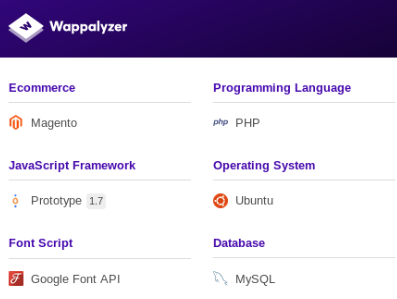 Wappalyzer
Ecommerce
Magento
Programming Language
php PHP
JavaScript Framework
Prototype 1.7
Operating System
Ubuntu
Font Script
Google Font API
Database
MySQL